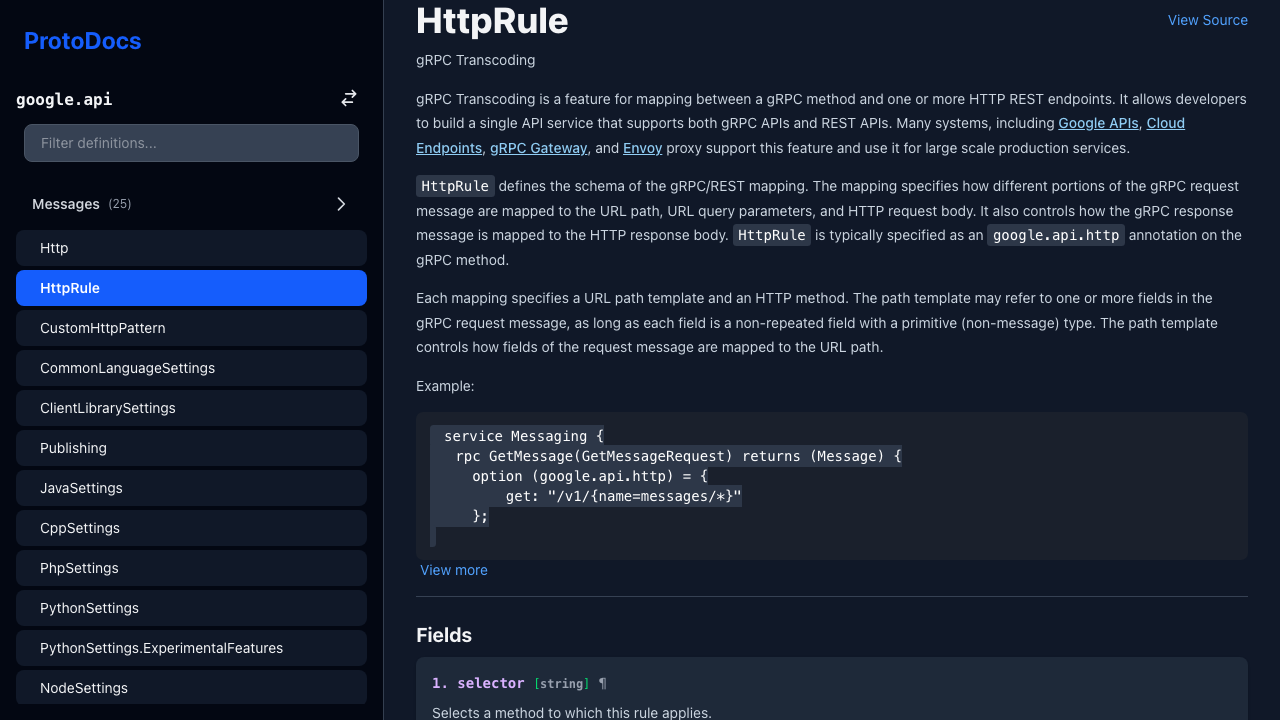 ProtoDocs
google.api
Filter definitions...
Messages (25)
Http
HttpRule
CustomHttpPattern
CommonLanguageSettings
ClientLibrarySettings
Publishing
JavaSettings
CppSettings
PhpSettings
PythonSettings
PythonSettings.ExperimentalFeatures
NodeSettings
HttpRule
View Source
gRPC Transcoding
gRPC Transcoding is a feature for mapping between a gRPC method and one or more HTTP REST endpoints. It allows developers
to build a single API service that supports both gRPC APIs and REST APIs. Many systems, including Google APIs, Cloud
Endpoints, gRPC Gateway, and Envoy proxy support this feature and use it for large scale production services.
HttpRule defines the schema of the gRPC/REST mapping. The mapping specifies how different portions of the gRPC request
message are mapped to the URL path, URL query parameters, and HTTP request body. It also controls how the gRPC response
message is mapped to the HTTP response body. HttpRule is typically specified as an google.api.http annotation on the
gRPC method.
Each mapping specifies a URL path template and an HTTP method. The path template may refer to one or more fields in the
gRPC request message, as long as each field is a non-repeated field with a primitive (non-message) type. The path template
controls how fields of the request message are mapped to the URL path.
Example:
service Messaging {
rpc GetMessage(GetMessageRequest) returns (Message) {
option (google.api.http) = {
get: "/v1/{name=messages/*}"
};
View more
Fields
1. selector [string] ¶
Selects a method to which this rule applies.